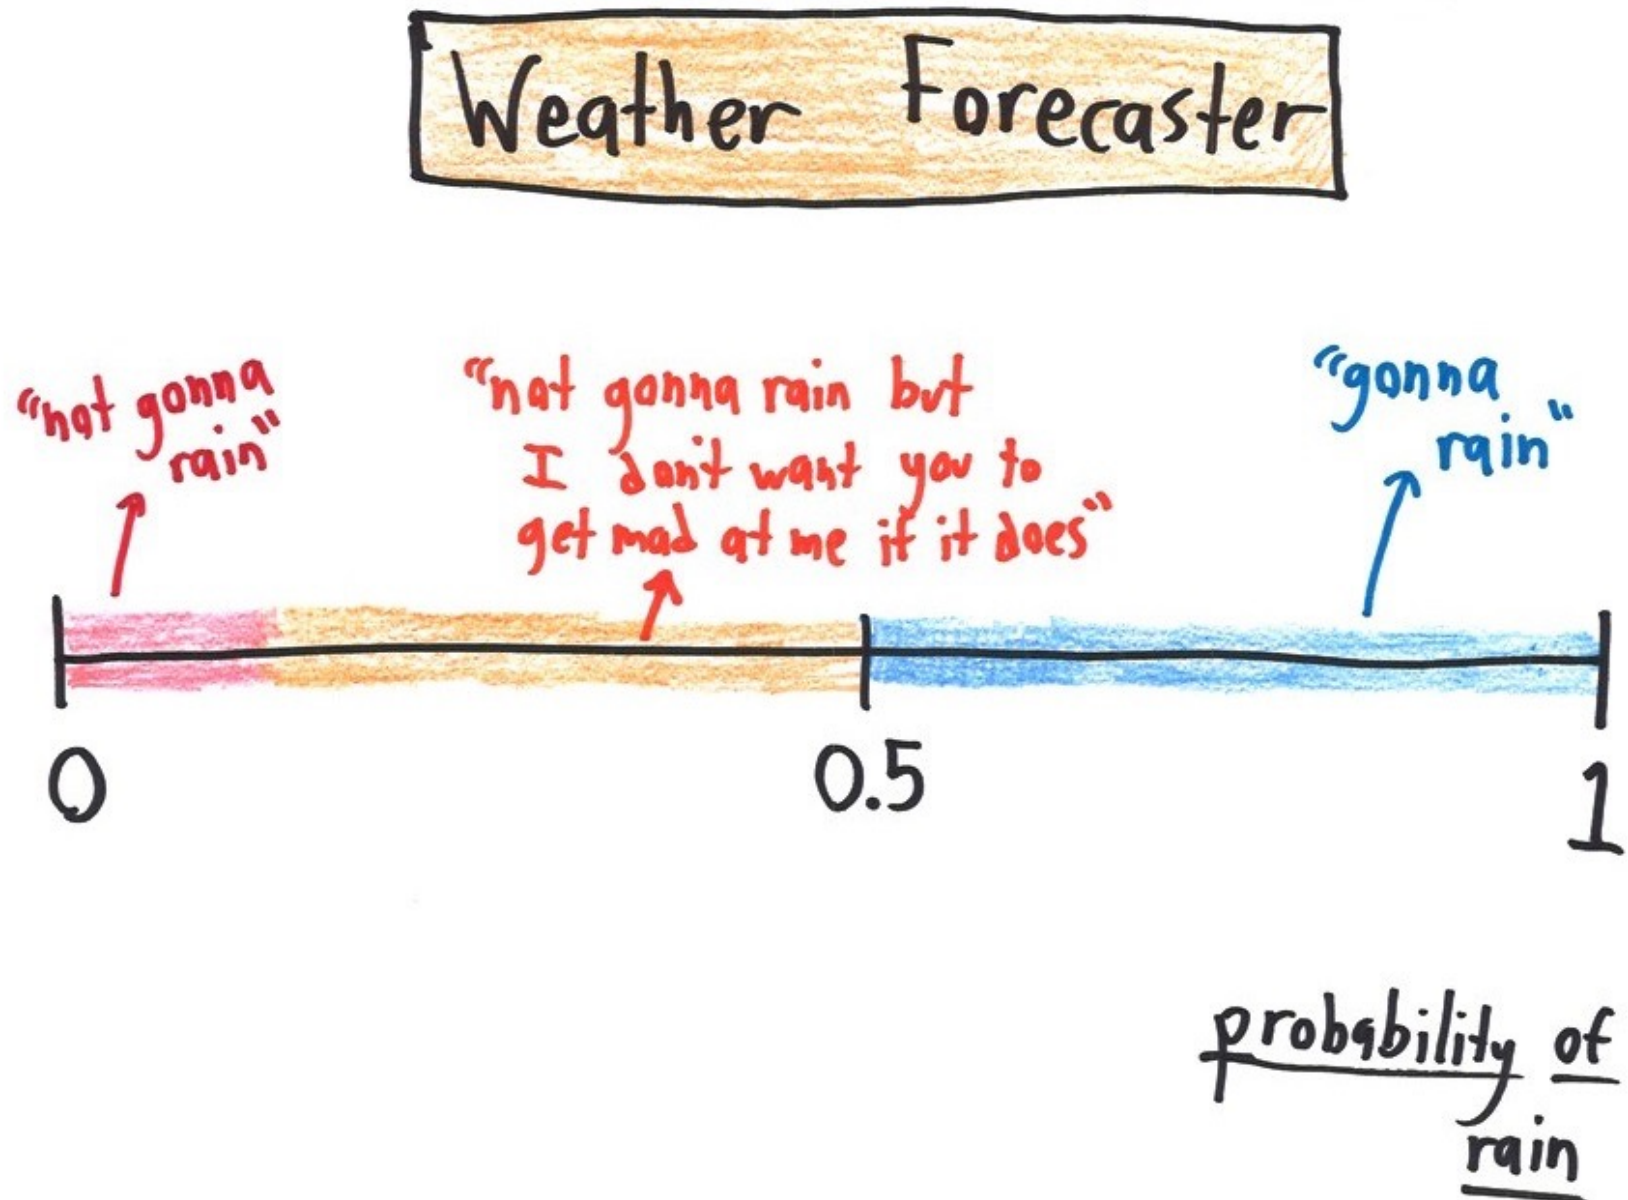 Weather Forecaster
"not gonna
rain"
"not gonna rain but
I don't want you to
get mad at me if it does"
"gonna
rain"
0
0.5
1
probability of
rain